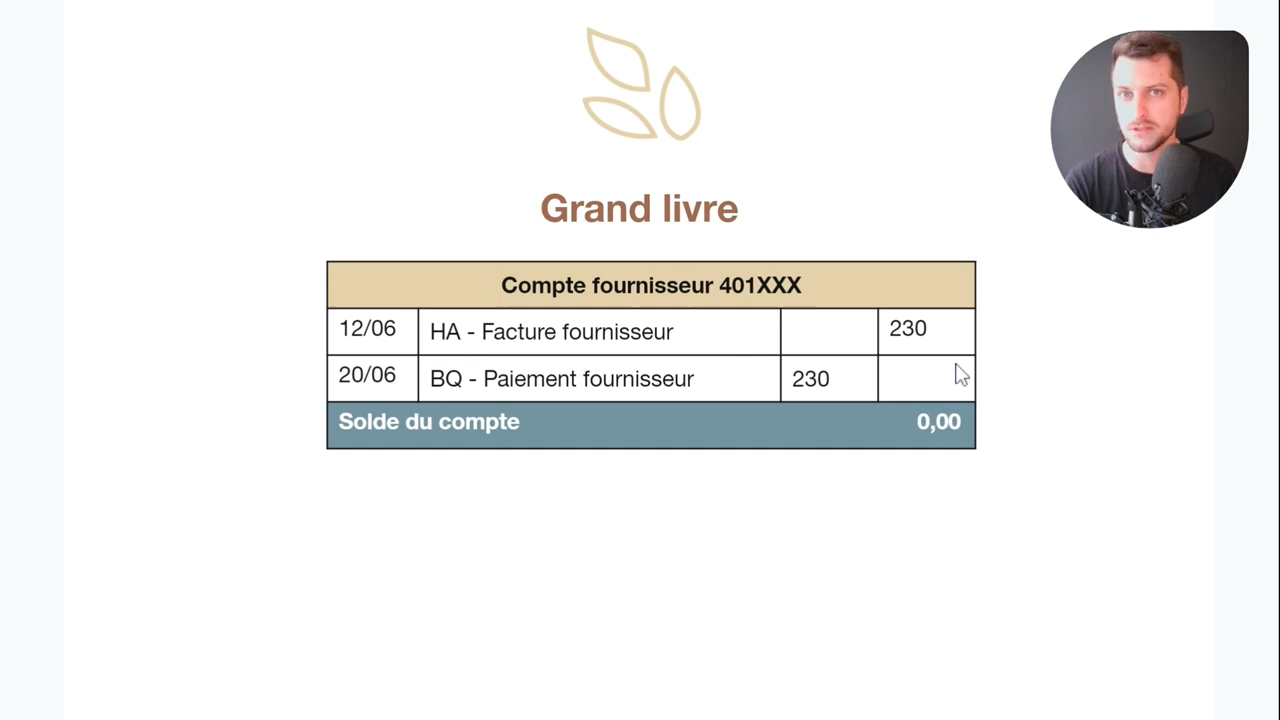 Grand livre
Compte fournisseur 401XXX
12/06 HA - Facture fournisseur 230
20/06 BQ - Paiement fournisseur 230
Solde du compte 0,00